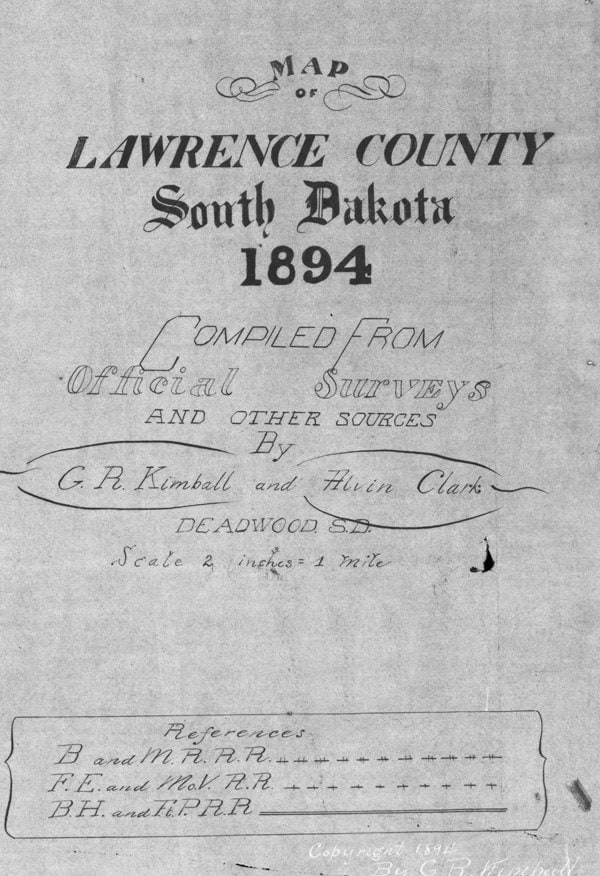 MAP
OF
LAWRENCE COUNTY
South Dakota
1894
COMPILED FROM
Official Surveys
AND OTHER SOURCES
By
G. R. Kimball and Alvin Clark
DEADWOOD. S.D.
Scale 2 inches = 1 mile
References
B and M. R. R.R.
F. E. and Mo.V. R.R.
B.H. and Ft.P. R.R
Copyright 1894
By G R Kimball